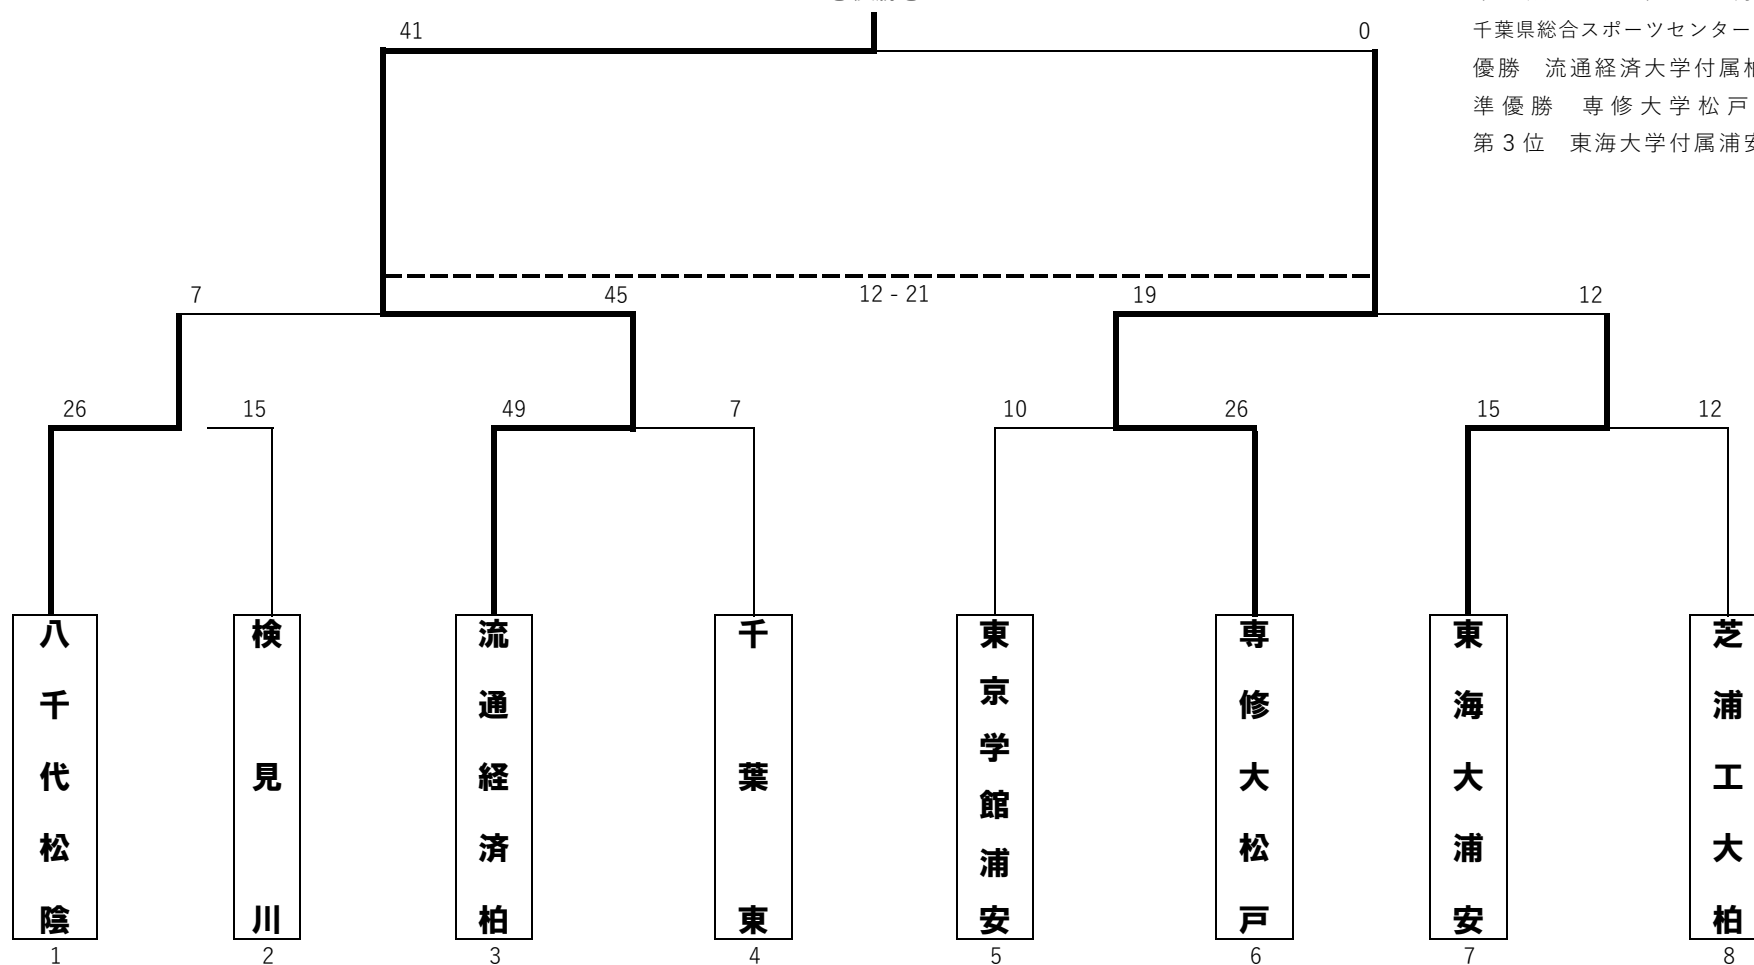 41
0
千葉県総合スポーツセンター
優勝 流通経済大学付属柏
準優勝 専修大学松戸
第3位 東海大学付属浦安
7
45
12 - 21
19
12
26
15
49
7
10
26
15
12
八千代松陰
検見川
流通経済柏
千葉東
東京学館浦安
専修大松戸
東海大浦安
芝浦工大柏
1
2
3
4
5
6
7
8